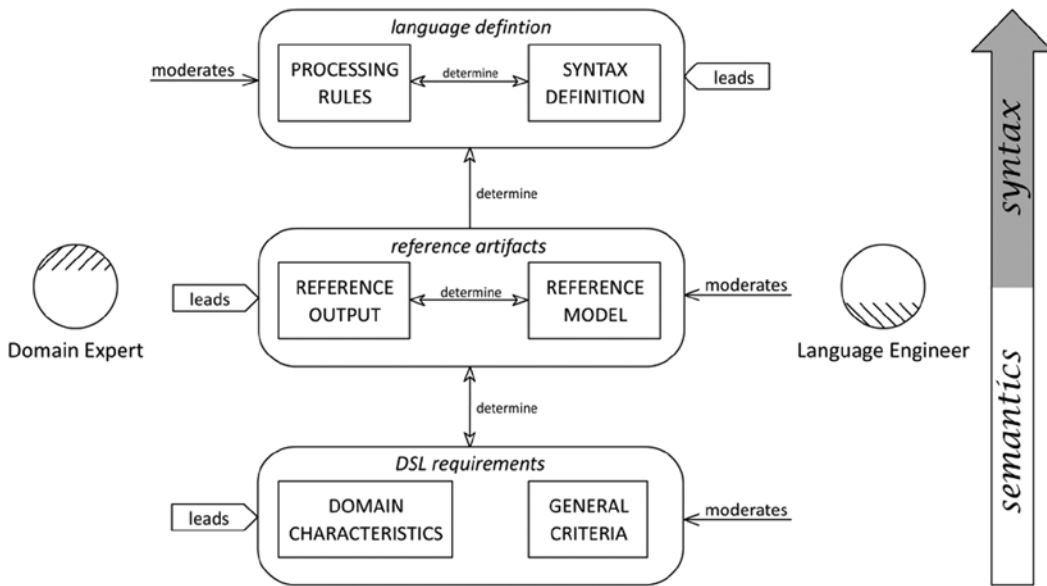 language defintion
moderates
PROCESSING
RULES
determine
SYNTAX
DEFINITION
leads
determine
reference artifacts
leads
REFERENCE
OUTPUT
determine
REFERENCE
MODEL
moderates
Domain Expert
Language Engineer
determine
DSL requirements
leads
DOMAIN
CHARACTERISTICS
GENERAL
CRITERIA
moderates
syntax
semantics